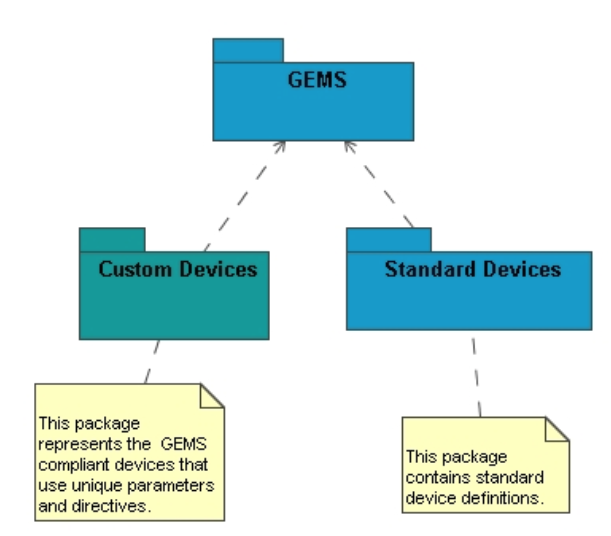 GEMS
Custom Devices
Standard Devices
This package
represents the GEMS
compliant devices that
use unique parameters
and directives.
This package
contains standard
device definitions.